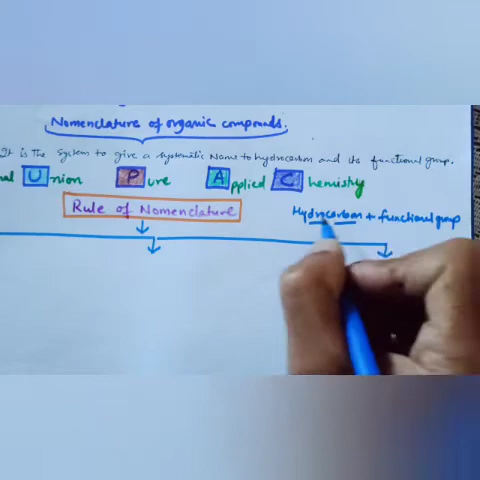 Nomenclature of organic compounds.
It is the system to give a systematic Name to hydrocarbon and its functional group.
nal Union Pure Applied Chemistry
Rule of Nomenclature
Hydrocarbon + functional group